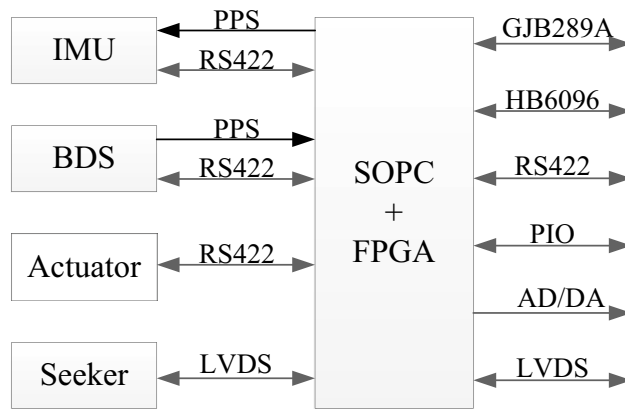 PPS
IMU
RS422
PPS
BDS
RS422
Actuator
RS422
Seeker
LVDS
SOPC
+
FPGA
GJB289A
HB6096
RS422
PIO
AD/DA
LVDS